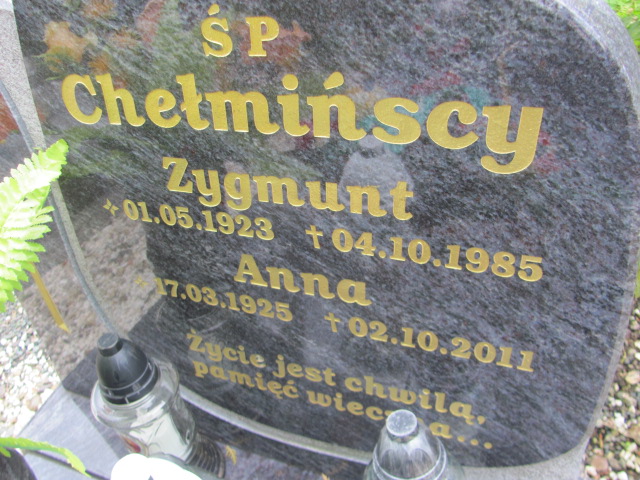 ŚP
Chełmińscy
Zygmunt
01.05.1923 † 04.10.1985
Anna
17.03.1925 † 02.10.2011
Życie jest chwilą,
pamięć